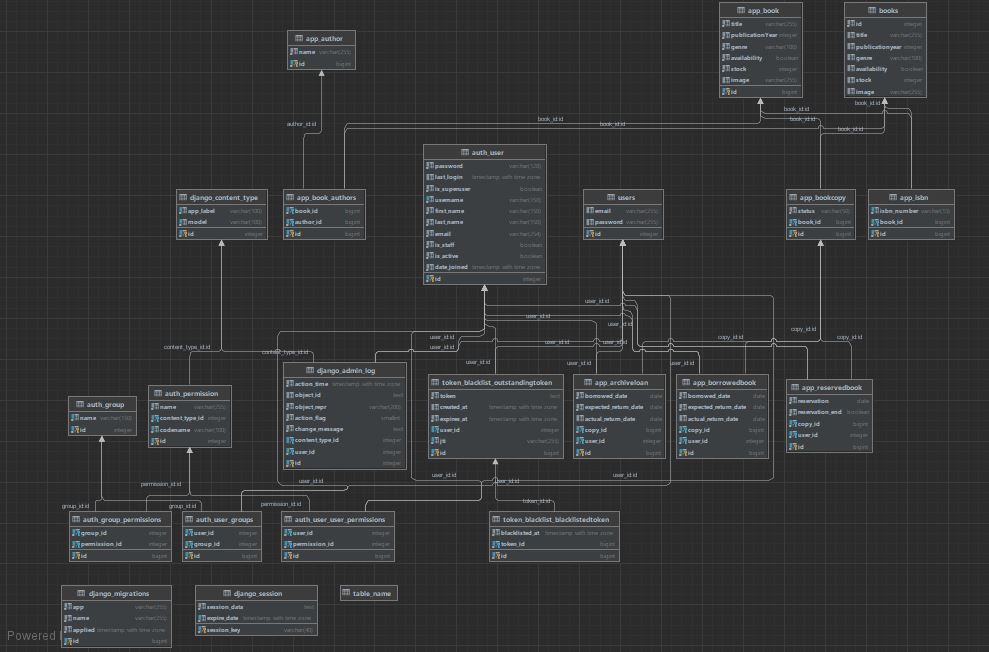 app_book
title varchar(255)
publicationYear integer
genre varchar(100)
availability boolean
stock integer
image varchar(255)
id bigint
books
id integer
title varchar(255)
publicationyear integer
genre varchar(100)
availability boolean
stock integer
image varchar(255)
app_author
name varchar(255)
id bigint
author_id:id
book_id:id
book_id:id
book_id:id
book_id:id
book_id:id
book_id:id
auth_user
password varchar(128)
last_login timestamp with time zone
is_superuser boolean
username varchar(150)
first_name varchar(150)
last_name varchar(150)
email varchar(254)
is_staff boolean
is_active boolean
date_joined timestamp with time zone
id integer
django_content_type
app_label varchar(100)
model varchar(100)
id integer
app_book_authors
book_id bigint
author_id bigint
id bigint
users
email varchar(255)
password varchar(255)
id integer
app_bookcopy
status varchar(50)
book_id bigint
id bigint
app_isbn
isbn_number varchar(13)
book_id bigint
id bigint
user_id:id
user_id:id
user_id:id
user_id:id
user_id:id
user_id:id
user_id:id
copy_id:id
copy_id:id
copy_id:id
content_type_id:id
content_type_id:id
user_id:id
user_id:id
user_id:id
django_admin_log
action_time timestamp with time zone
object_id text
object_repr varchar(200)
action_flag smallint
change_message text
content_type_id integer
user_id integer
id integer
token_blacklist_outstandingtoken
token text
created_at timestamp with time zone
expires_at timestamp with time zone
user_id integer
jti varchar(255)
id bigint
app_archiveloan
borrowed_date date
expected_return_date date
actual_return_date date
copy_id bigint
user_id integer
id bigint
app_borrowedbook
borrowed_date date
expected_return_date date
actual_return_date date
copy_id bigint
user_id integer
id bigint
app_reservedbook
reservation date
reservation_end boolean
copy_id bigint
user_id integer
id bigint
auth_permission
name varchar(255)
content_type_id integer
codename varchar(100)
id integer
auth_group
name varchar(150)
id integer
user_id:id
user_id:id
user_id:id
user_id:id
permission_id:id
permission_id:id
group_id:id
group_id:id
token_id:id
auth_group_permissions
group_id integer
permission_id integer
id bigint
auth_user_groups
user_id integer
group_id integer
id bigint
auth_user_user_permissions
user_id integer
permission_id integer
id bigint
token_blacklist_blacklistedtoken
blacklisted_at timestamp with time zone
token_id bigint
id bigint
django_migrations
app varchar(255)
name varchar(255)
applied timestamp with time zone
id bigint
django_session
session_data text
expire_date timestamp with time zone
session_key varchar(40)
table_name
Powered